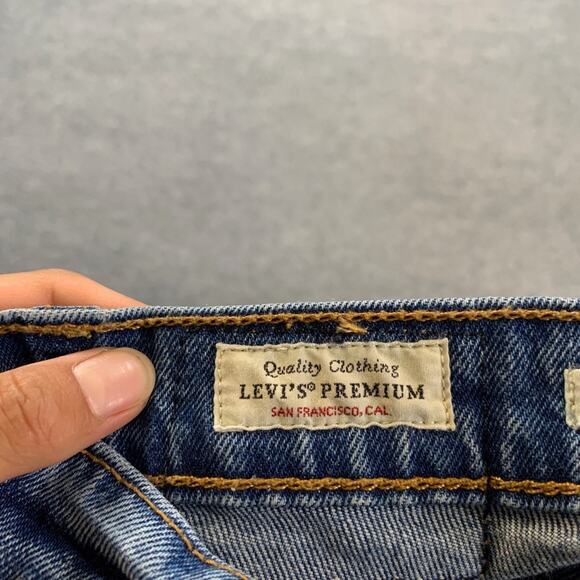 Quality Clothing
LEVI'S® PREMIUM
SAN FRANCISCO, CAL.